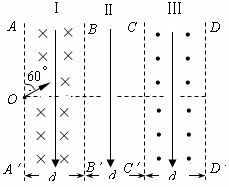 I II III
A B C D
60°
O
A' d B' d C' d D'